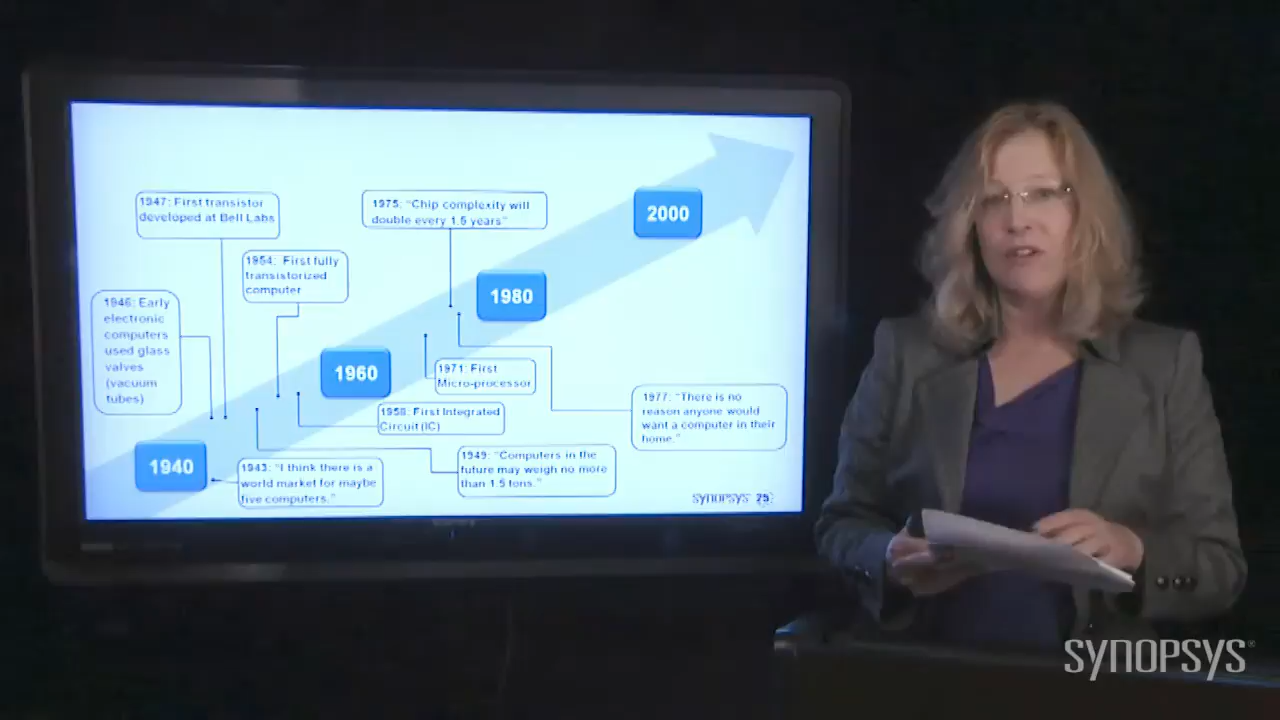 1947: First transistor
developed at Bell Labs
1975: "Chip complexity will
double every 1.5 years"
2000
1954: First fully
transistorized
computer
1980
1946: Early
electronic
computers
used glass
valves
(vacuum
tubes)
1960
1971: First
Micro-processor
1977: "There is no
reason anyone would
want a computer in their
home."
1958: First Integrated
Circuit (IC)
1940
1943: "I think there is a
world market for maybe
five computers."
1949: "Computers in the
future may weigh no more
than 1.5 tons."
SYNOPSYS 25
SYNOPSYS®